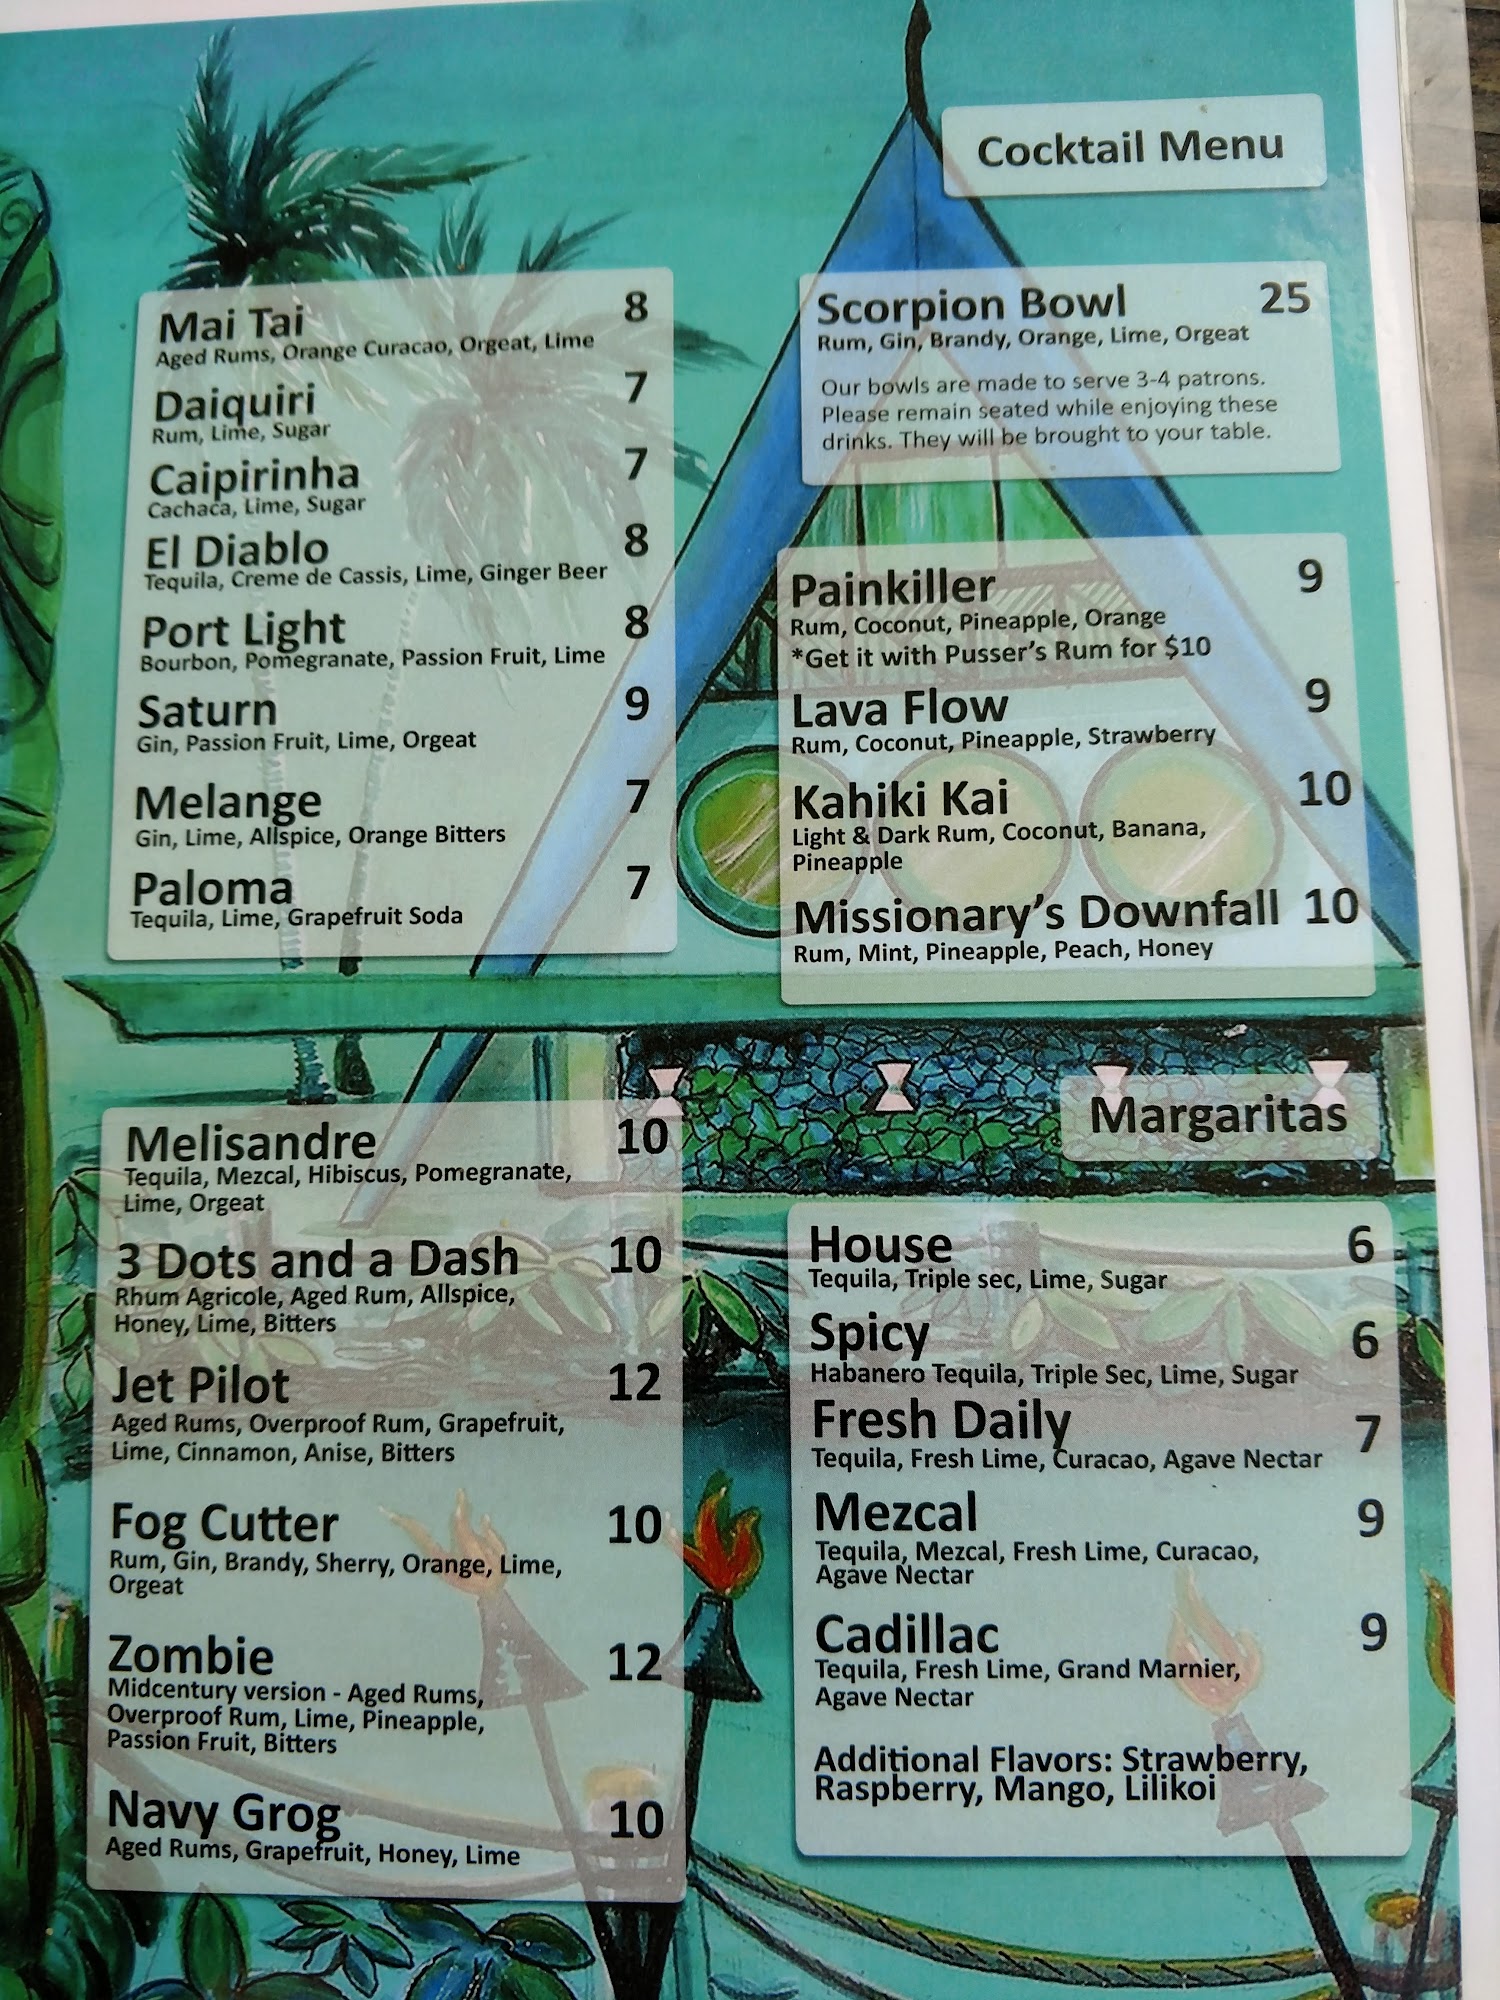 Cocktail Menu
Mai Tai 8
Aged Rums, Orange Curacao, Orgeat, Lime
Daiquiri 7
Rum, Lime, Sugar
Caipirinha 7
Cachaca, Lime, Sugar
El Diablo 8
Tequila, Creme de Cassis, Lime, Ginger Beer
Port Light 8
Bourbon, Pomegranate, Passion Fruit, Lime
Saturn 9
Gin, Passion Fruit, Lime, Orgeat
Melange 7
Gin, Lime, Allspice, Orange Bitters
Paloma 7
Tequila, Lime, Grapefruit Soda
Scorpion Bowl 25
Rum, Gin, Brandy, Orange, Lime, Orgeat
Our bowls are made to serve 3-4 patrons.
Please remain seated while enjoying these
drinks. They will be brought to your table.
Painkiller 9
Rum, Coconut, Pineapple, Orange
*Get it with Pusser's Rum for $10
Lava Flow 9
Rum, Coconut, Pineapple, Strawberry
Kahiki Kai 10
Light & Dark Rum, Coconut, Banana,
Pineapple
Missionary's Downfall 10
Rum, Mint, Pineapple, Peach, Honey
Melisandre 10
Tequila, Mezcal, Hibiscus, Pomegranate,
Lime, Orgeat
3 Dots and a Dash 10
Rhum Agricole, Aged Rum, Allspice,
Honey, Lime, Bitters
Jet Pilot 12
Aged Rums, Overproof Rum, Grapefruit,
Lime, Cinnamon, Anise, Bitters
Fog Cutter 10
Rum, Gin, Brandy, Sherry, Orange, Lime,
Orgeat
Zombie 12
Midcentury version - Aged Rums,
Overproof Rum, Lime, Pineapple,
Passion Fruit, Bitters
Navy Grog 10
Aged Rums, Grapefruit, Honey, Lime
Margaritas
House 6
Tequila, Triple sec, Lime, Sugar
Spicy 6
Habanero Tequila, Triple Sec, Lime, Sugar
Fresh Daily 7
Tequila, Fresh Lime, Curacao, Agave Nectar
Mezcal 9
Tequila, Mezcal, Fresh Lime, Curacao,
Agave Nectar
Cadillac 9
Tequila, Fresh Lime, Grand Marnier,
Agave Nectar
Additional Flavors: Strawberry,
Raspberry, Mango, Lilikoi